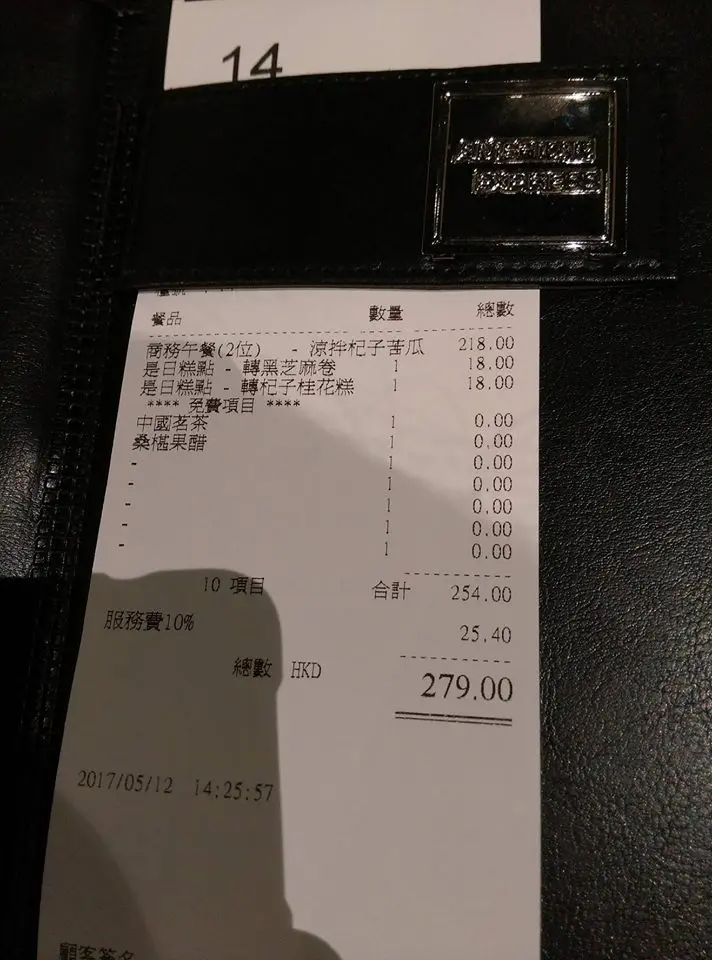 14
AMERICAN
EXPRESS
餐品 數量 總數
商務午餐(2位) - 涼拌杞子苦瓜 218.00
是日糕點 - 轉黑芝麻卷 1 18.00
是日糕點 - 轉杞子桂花糕 1 18.00
**** 免費項目 ****
中國茗茶 1 0.00
桑椹果醋 1 0.00
- 1 0.00
- 1 0.00
- 1 0.00
- 1 0.00
- 1 0.00
10 項目 合計 254.00
服務費10% 25.40
總數 HKD 279.00
2017/05/12 14:25:57
顧客簽名